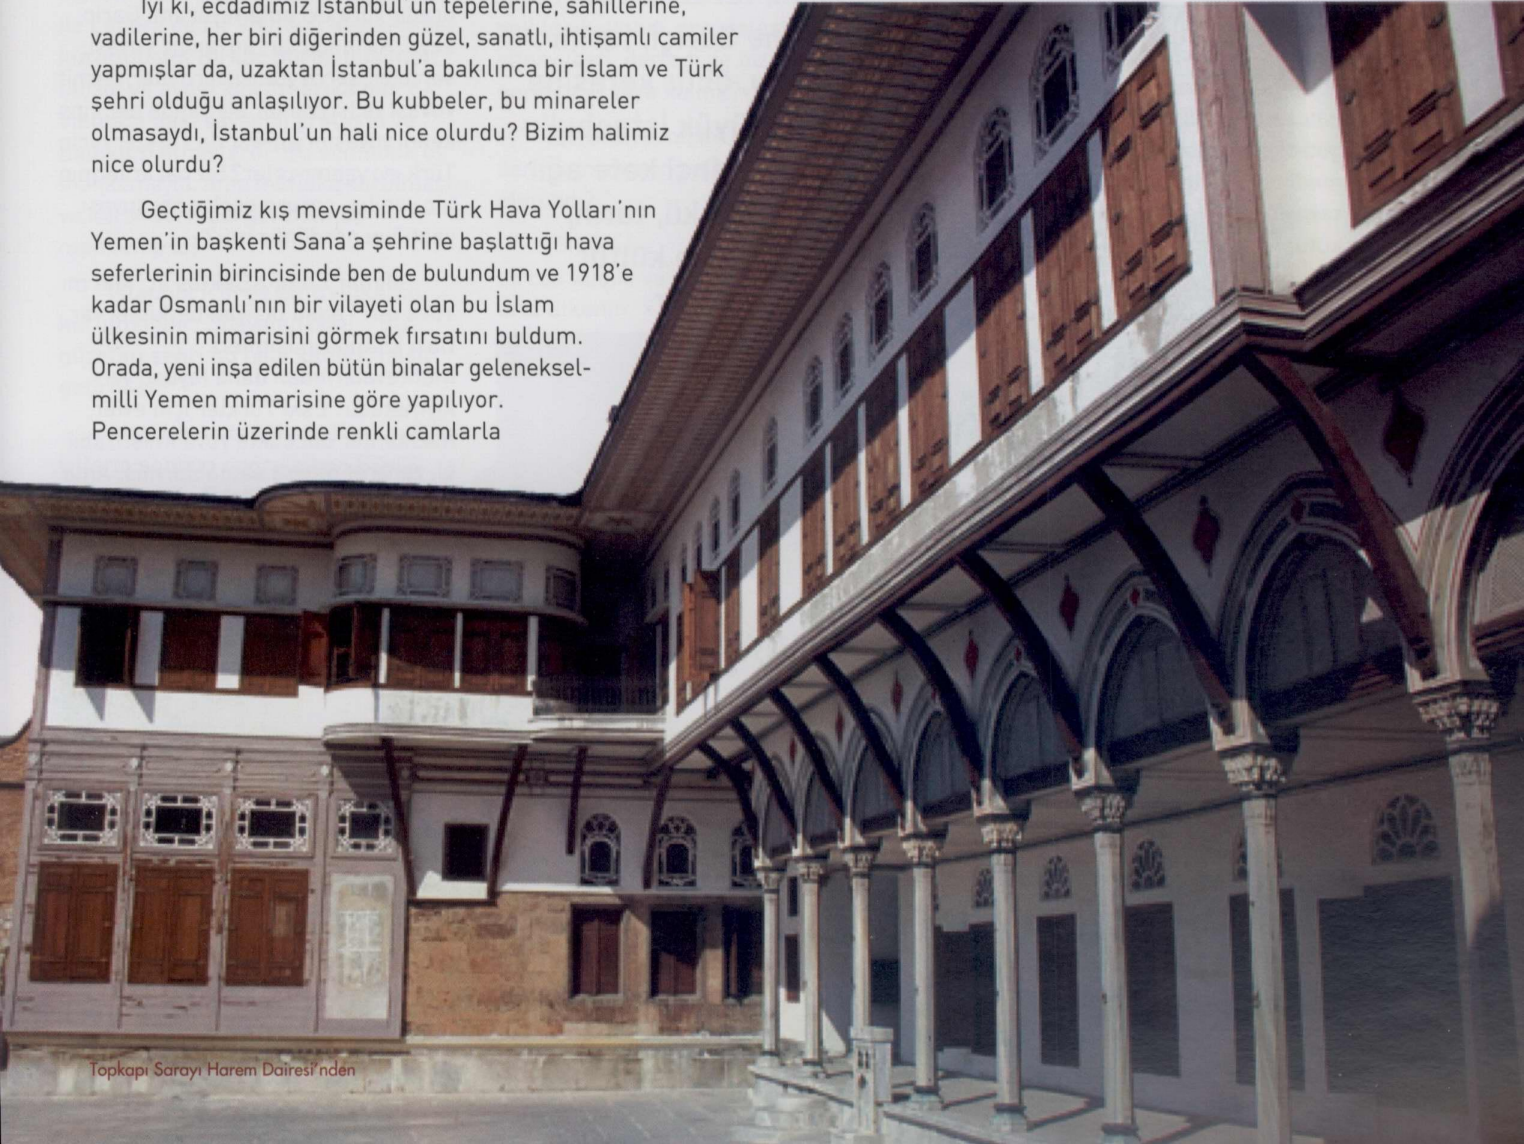 İyi ki, ecdadımız İstanbul'un tepelerine, sahillerine,
vadilerine, her biri diğerinden güzel, sanatlı, ihtişamlı camiler
yapmışlar da, uzaktan İstanbul'a bakılınca bir İslam ve Türk
şehri olduğu anlaşılıyor. Bu kubbeler, bu minareler
olmasaydı, İstanbul'un hali nice olurdu? Bizim halimiz
nice olurdu?
Geçtiğimiz kış mevsiminde Türk Hava Yolları'nın
Yemen'in başkenti Sana'a şehrine başlattığı hava
seferlerinin birincisinde ben de bulundum ve 1918'e
kadar Osmanlı'nın bir vilayeti olan bu İslam
ülkesinin mimarisini görmek fırsatını buldum.
Orada, yeni inşa edilen bütün binalar geleneksel-
milli Yemen mimarisine göre yapılıyor.
Pencerelerin üzerinde renkli camlarla
Topkapı Sarayı Harem Dairesi'nden